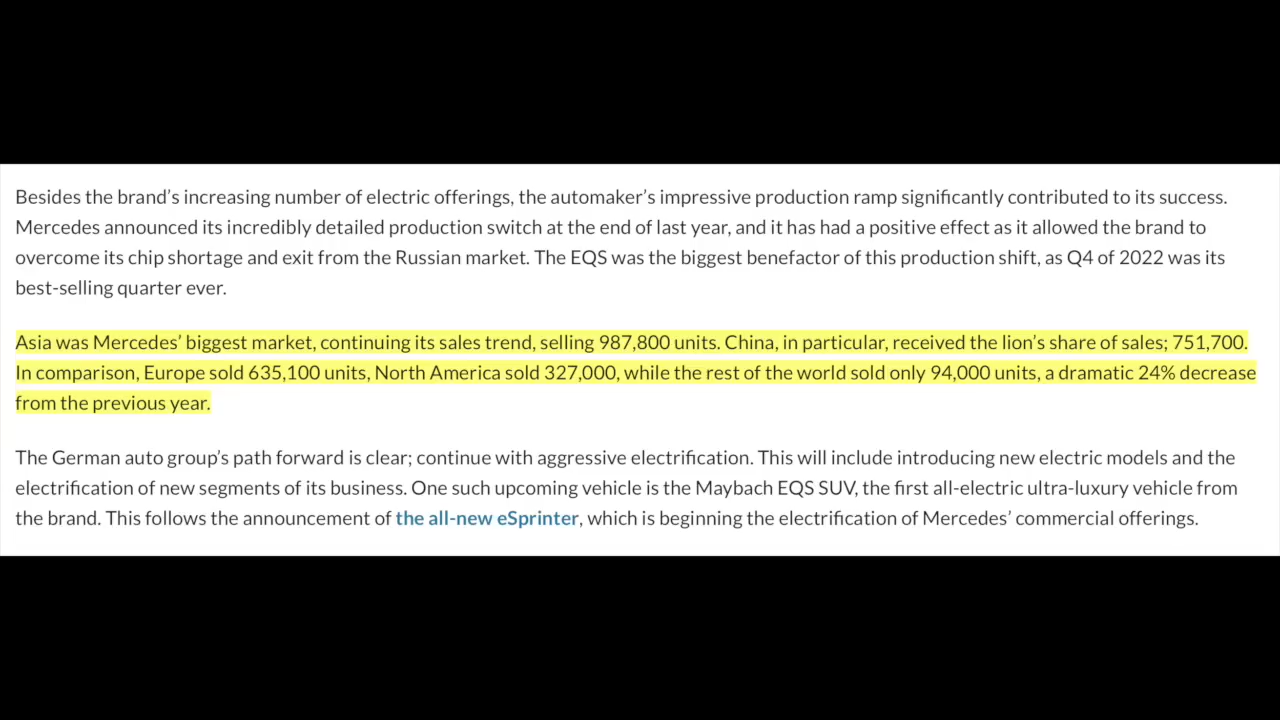 Besides the brand’s increasing number of electric offerings, the automaker’s impressive production ramp significantly contributed to its success.
Mercedes announced its incredibly detailed production switch at the end of last year, and it has had a positive effect as it allowed the brand to
overcome its chip shortage and exit from the Russian market. The EQS was the biggest benefactor of this production shift, as Q4 of 2022 was its
best-selling quarter ever.
Asia was Mercedes’ biggest market, continuing its sales trend, selling 987,800 units. China, in particular, received the lion’s share of sales; 751,700.
In comparison, Europe sold 635,100 units, North America sold 327,000, while the rest of the world sold only 94,000 units, a dramatic 24% decrease
from the previous year.
The German auto group’s path forward is clear; continue with aggressive electrification. This will include introducing new electric models and the
electrification of new segments of its business. One such upcoming vehicle is the Maybach EQS SUV, the first all-electric ultra-luxury vehicle from
the brand. This follows the announcement of the all-new eSprinter, which is beginning the electrification of Mercedes’ commercial offerings.